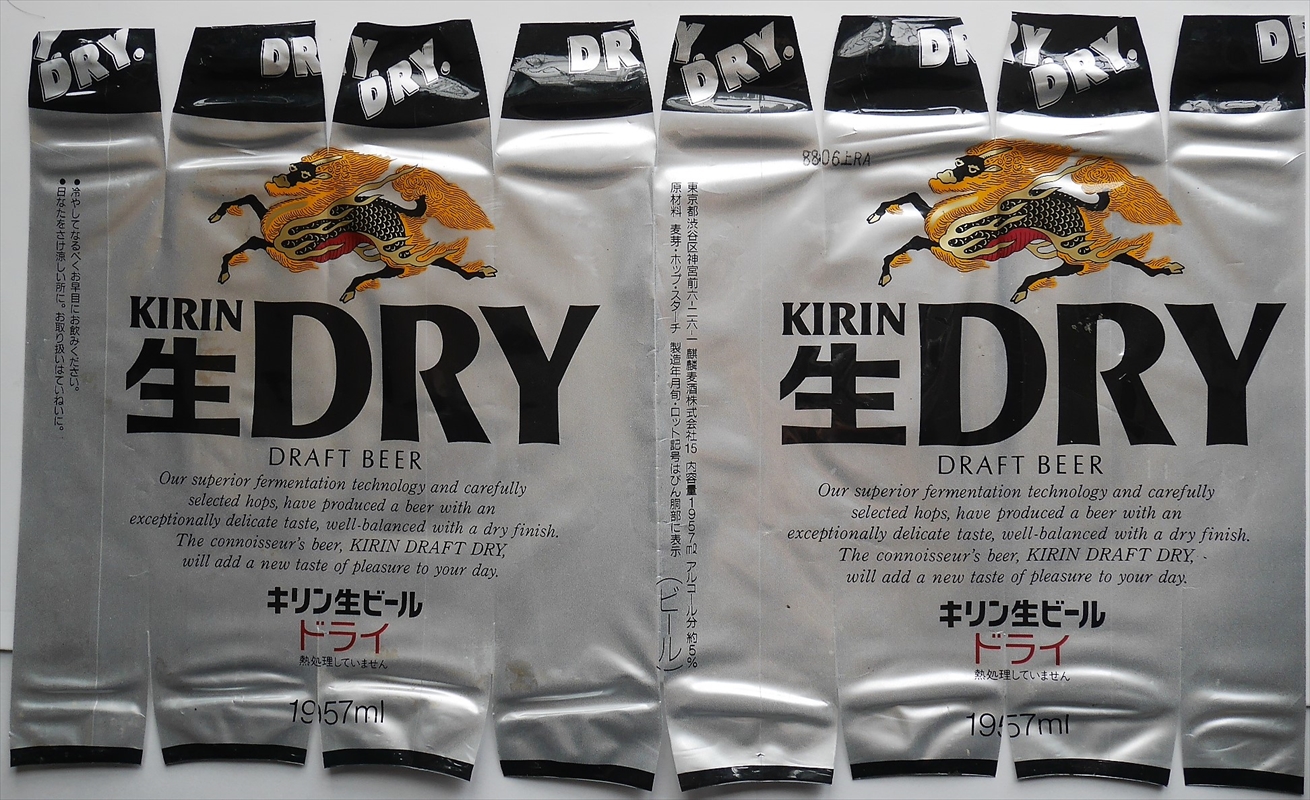 DRY.
DR
DRY.
DRY
DRY.
DR
DRY.
D
●冷やしてなるべくお早目にお飲みください。
●日なたをさけ涼しい所に。お取り扱いはていねいに。
KIRIN
生DRY
DRAFT BEER
Our superior fermentation technology and carefully
selected hops, have produced a beer with an
exceptionally delicate taste, well-balanced with a dry finish.
The connoisseur's beer, KIRIN DRAFT DRY,
will add a new taste of pleasure to your day.
キリン生ビール
ドライ
熱処理していません
1957ml
東京都渋谷区神宮前六-二六-一 麒麟麦酒株式会社15 内容量1957ml アルコール分 約5%
原材料 麦芽・ホップ・スターチ 製造年月旬・ロット記号はびん胴部に表示
(ビール)
8806上RA
KIRIN
生DRY
DRAFT BEER
Our superior fermentation technology and carefully
selected hops, have produced a beer with an
exceptionally delicate taste, well-balanced with a dry finish.
The connoisseur's beer, KIRIN DRAFT DRY,
will add a new taste of pleasure to your day.
キリン生ビール
ドライ
熱処理していません
1957ml